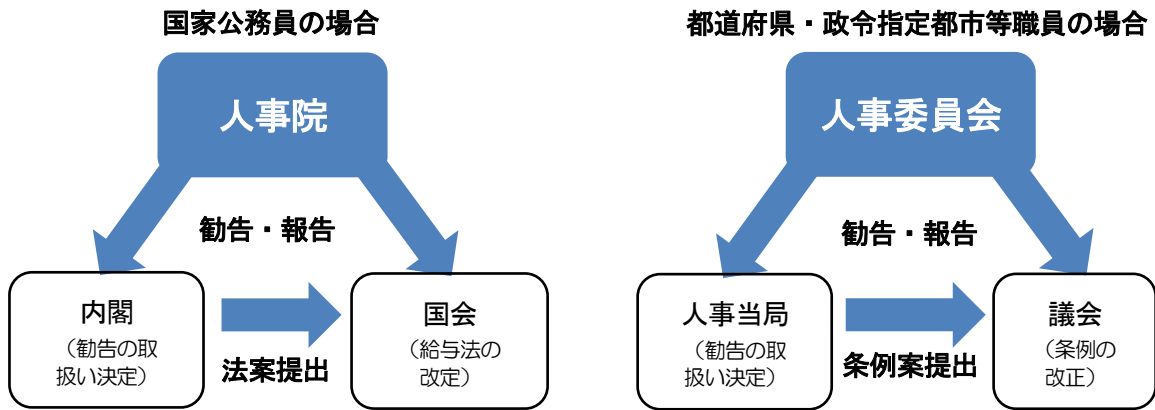 国家公務員の場合
人事院
勧告・報告
内閣
（勧告の取
扱い決定）
法案提出
国会
（給与法の
改定）
都道府県・政令指定都市等職員の場合
人事委員会
勧告・報告
人事当局
（勧告の取
扱い決定）
条例案提出
議会
（条例の
改正）